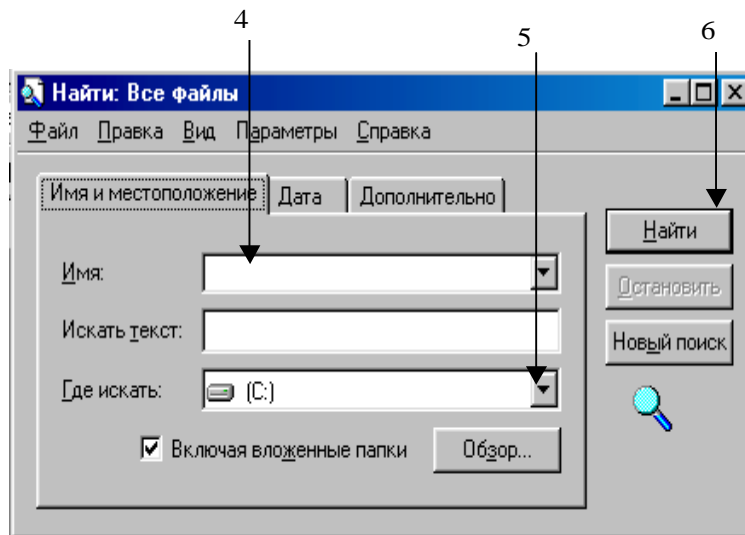 4
5
6
Найти: Все файлы
Файл Правка Вид Параметры Справка
Имя и местоположение Дата Дополнительно
Найти
Имя:
Остановить
Искать текст:
Новый поиск
Где искать: (C:)
Включая вложенные папки Обзор...